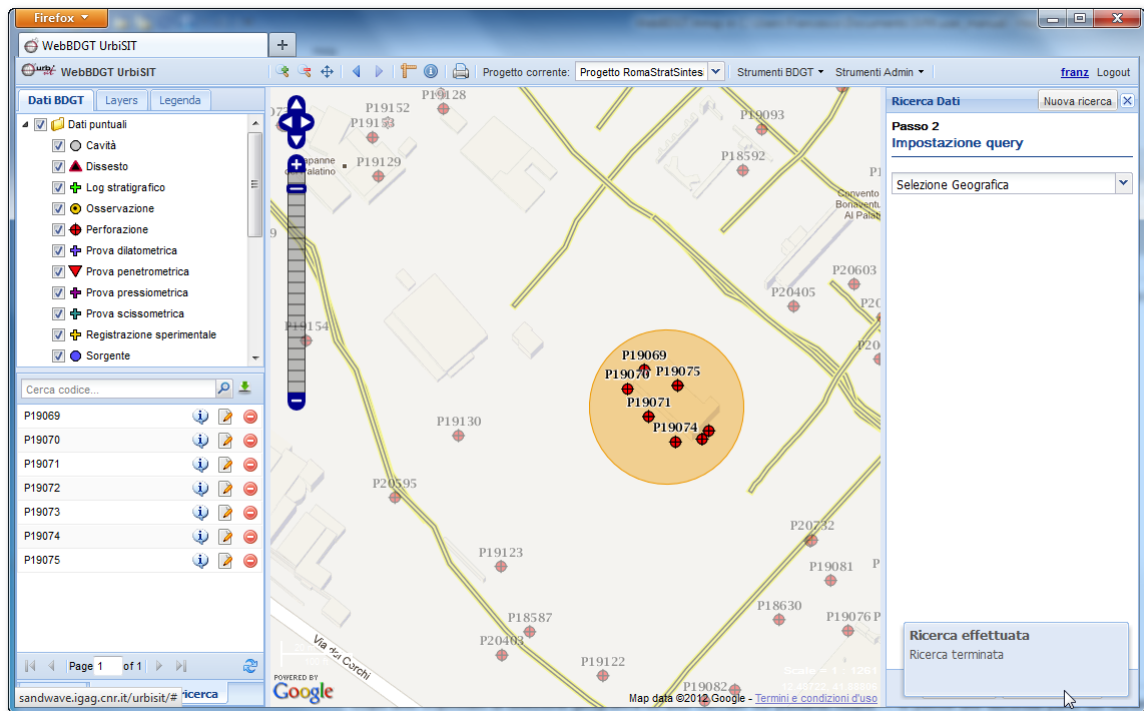 Firefox
WebBDGT UrbiSIT
WebBDGT UrbiSIT
Progetto corrente: Progetto RomaStratSintes
Strumenti BDGT
Strumenti Admin
franz Logout
Dati BDGT
Layers
Legenda
Dati puntuali
Cavità
Dissesto
Log stratigrafico
Osservazione
Perforazione
Prova dilatometrica
Prova penetrometrica
Prova pressiometrica
Prova scissometrica
Registrazione sperimentale
Sorgente
Cerca codice...
P19069
P19070
P19071
P19072
P19073
P19074
P19075
Page 1 of 1
sandwave.igag.cnr.it/urbisit/#
icerca
P19128
P19152
P19153
P19129
P19093
P18592
Convento
Al Palat
P20603
P20405
P19154
P19069
P19070
P19075
P19071
P19074
P19130
P20595
P19123
P20732
P19081
P18587
P18630
P19076
P20403
P19122
P19082
Via dei Cerchi
POWERED BY
Google
Map data ©2012 Google - Termini e condizioni d'uso
Ricerca Dati
Nuova ricerca
Passo 2
Impostazione query
Selezione Geografica
Ricerca effettuata
Ricerca terminata